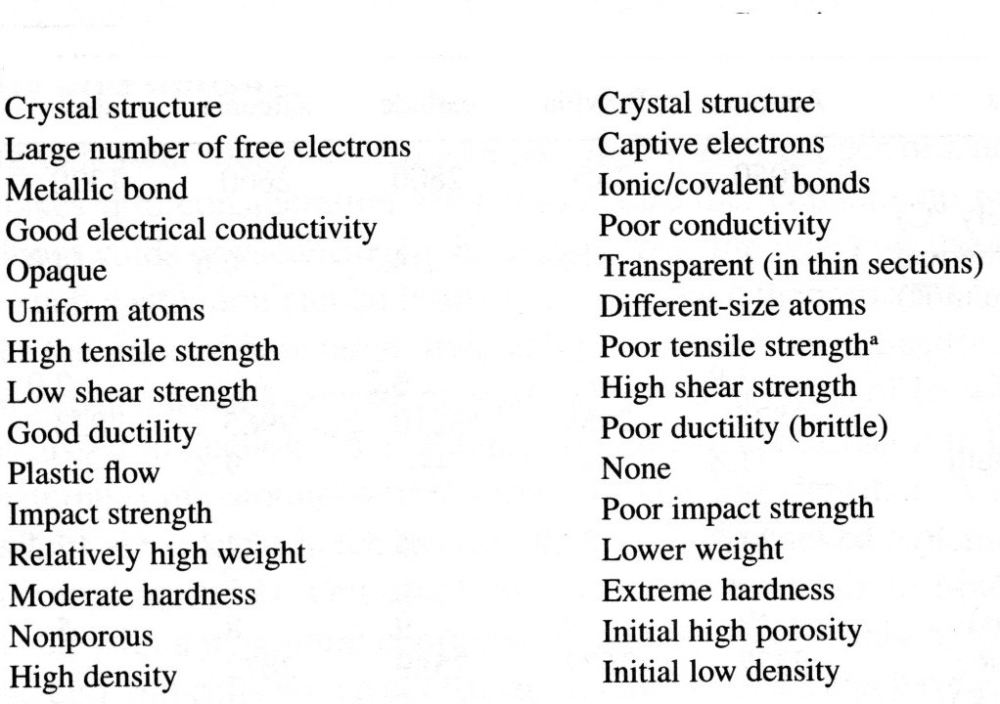 Crystal structure Crystal structure
Large number of free electrons Captive electrons
Metallic bond Ionic/covalent bonds
Good electrical conductivity Poor conductivity
Opaque Transparent (in thin sections)
Uniform atoms Different-size atoms
High tensile strength Poor tensile strengthᵃ
Low shear strength High shear strength
Good ductility Poor ductility (brittle)
Plastic flow None
Impact strength Poor impact strength
Relatively high weight Lower weight
Moderate hardness Extreme hardness
Nonporous Initial high porosity
High density Initial low density